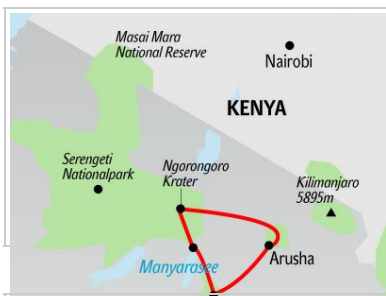 Masai Mara
National Reserve
Nairobi
KENYA
Serengeti
Nationalpark
Ngorongoro
Krater
Kilimanjaro
5895m
Manyarasee
Arusha